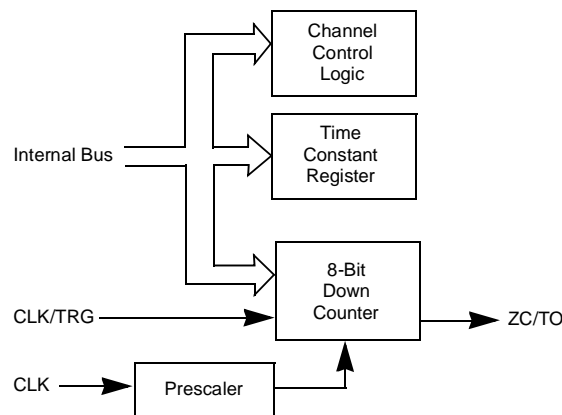 Channel
Control
Logic
Internal Bus
Time
Constant
Register
8-Bit
Down
Counter
CLK/TRG
ZC/TO
CLK
Prescaler